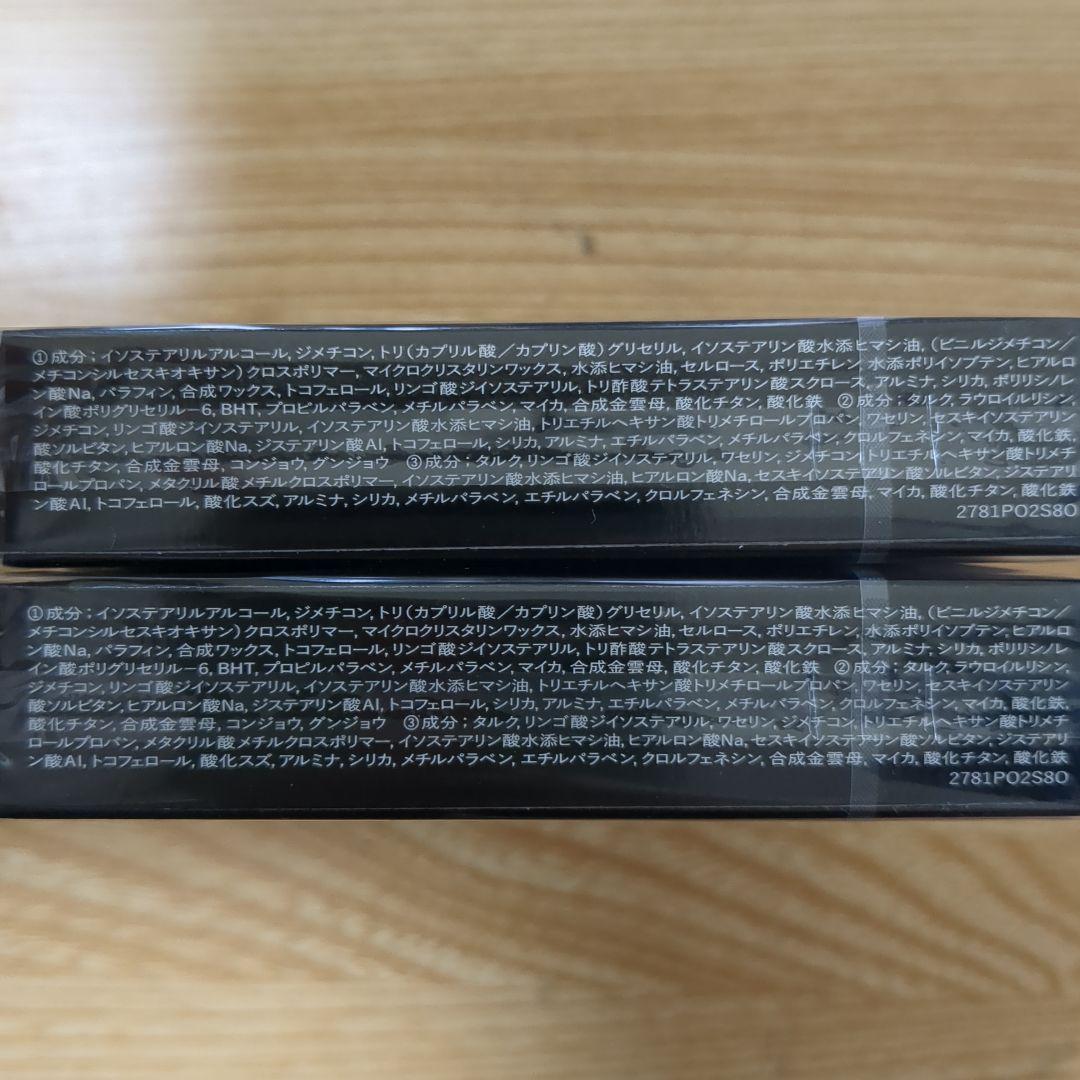 ①成分；イソステアリルアルコール, ジメチコン, トリ（カプリル酸／カプリン酸）グリセリル, イソステアリン酸水添ヒマシ油, （ビニルジメチコン／
メチコンシルセスキオキサン）クロスポリマー, マイクロクリスタリンワックス, 水添ヒマシ油, セルロース, ポリエチレン, 水添ポリイソブテン, ヒアルロ
ン酸Na, パラフィン, 合成ワックス, トコフェロール, リンゴ酸ジイソステアリル, トリ酢酸テトラステアリン酸スクロース, アルミナ, シリカ, ポリリシノレ
イン酸ポリグリセリル－6, BHT, プロピルパラベン, メチルパラベン, マイカ, 合成金雲母, 酸化チタン, 酸化鉄　②成分；タルク, ラウロイルリシン,
ジメチコン, リンゴ酸ジイソステアリル, イソステアリン酸水添ヒマシ油, トリエチルヘキサン酸トリメチロールプロパン, ワセリン, セスキイソステアリン
酸ソルビタン, ヒアルロン酸Na, ジステアリン酸Al, トコフェロール, シリカ, アルミナ, エチルパラベン, メチルパラベン, クロルフェネシン, マイカ, 酸化鉄,
酸化チタン, 合成金雲母, コンジョウ, グンジョウ　③成分；タルク, リンゴ酸ジイソステアリル, ワセリン, ジメチコン, トリエチルヘキサン酸トリメチ
ロールプロパン, メタクリル酸メチルクロスポリマー, イソステアリン酸水添ヒマシ油, ヒアルロン酸Na, セスキイソステアリン酸ソルビタン, ジステアリ
ン酸Al, トコフェロール, 酸化スズ, アルミナ, シリカ, メチルパラベン, エチルパラベン, クロルフェネシン, 合成金雲母, マイカ, 酸化チタン, 酸化鉄
2781PO2S8O
①成分；イソステアリルアルコール, ジメチコン, トリ（カプリル酸／カプリン酸）グリセリル, イソステアリン酸水添ヒマシ油, （ビニルジメチコン／
メチコンシルセスキオキサン）クロスポリマー, マイクロクリスタリンワックス, 水添ヒマシ油, セルロース, ポリエチレン, 水添ポリイソブテン, ヒアルロ
ン酸Na, パラフィン, 合成ワックス, トコフェロール, リンゴ酸ジイソステアリル, トリ酢酸テトラステアリン酸スクロース, アルミナ, シリカ, ポリリシノレ
イン酸ポリグリセリル－6, BHT, プロピルパラベン, メチルパラベン, マイカ, 合成金雲母, 酸化チタン, 酸化鉄　②成分；タルク, ラウロイルリシン,
ジメチコン, リンゴ酸ジイソステアリル, イソステアリン酸水添ヒマシ油, トリエチルヘキサン酸トリメチロールプロパン, ワセリン, セスキイソステアリン
酸ソルビタン, ヒアルロン酸Na, ジステアリン酸Al, トコフェロール, シリカ, アルミナ, エチルパラベン, メチルパラベン, クロルフェネシン, マイカ, 酸化鉄,
酸化チタン, 合成金雲母, コンジョウ, グンジョウ　③成分；タルク, リンゴ酸ジイソステアリル, ワセリン, ジメチコン, トリエチルヘキサン酸トリメチ
ロールプロパン, メタクリル酸メチルクロスポリマー, イソステアリン酸水添ヒマシ油, ヒアルロン酸Na, セスキイソステアリン酸ソルビタン, ジステアリ
ン酸Al, トコフェロール, 酸化スズ, アルミナ, シリカ, メチルパラベン, エチルパラベン, クロルフェネシン, 合成金雲母, マイカ, 酸化チタン, 酸化鉄
2781PO2S8O